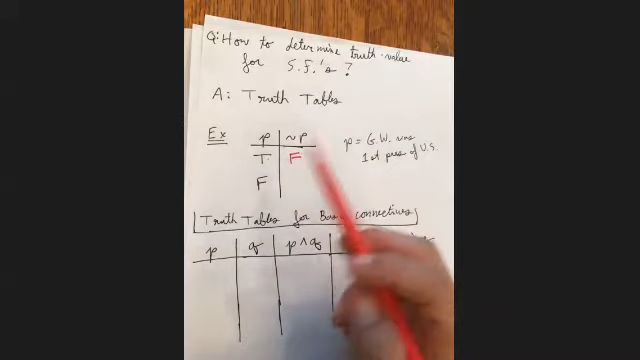 Q: How to determine truth-value
for S.F.'s ?
A: Truth Tables
Ex
p ~p
T F
F
p = G.W. was
1st pres of U.S.
Truth Tables for Basic connectives
p q p ∧ q